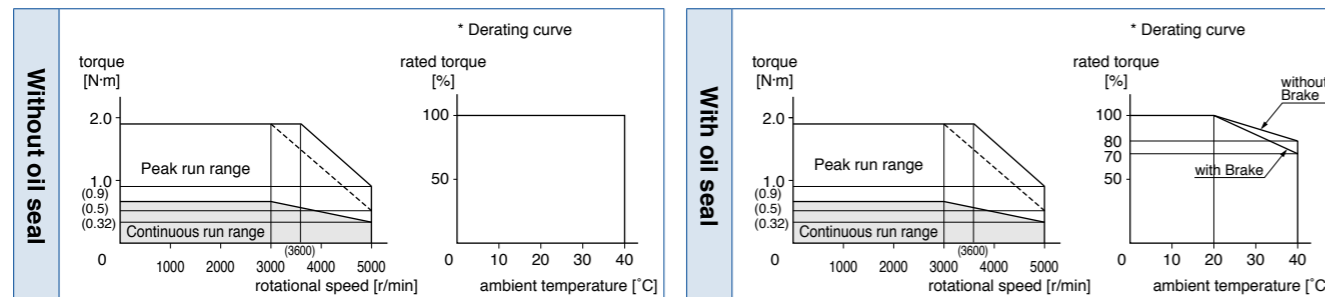 Without oil seal
* Derating curve
torque
[N·m]
2.0
1.0
(0.9)
(0.5)
(0.32)
0
Peak run range
Continuous run range
(3600)
1000 2000 3000 4000 5000
rotational speed [r/min]
rated torque
[%]
100
50
0 10 20 30 40
ambient temperature [˚C]
With oil seal
* Derating curve
torque
[N·m]
2.0
1.0
(0.9)
(0.5)
(0.32)
0
Peak run range
Continuous run range
(3600)
1000 2000 3000 4000 5000
rotational speed [r/min]
rated torque
[%]
without
Brake
100
80
70
50
with Brake
0 10 20 30 40
ambient temperature [˚C]